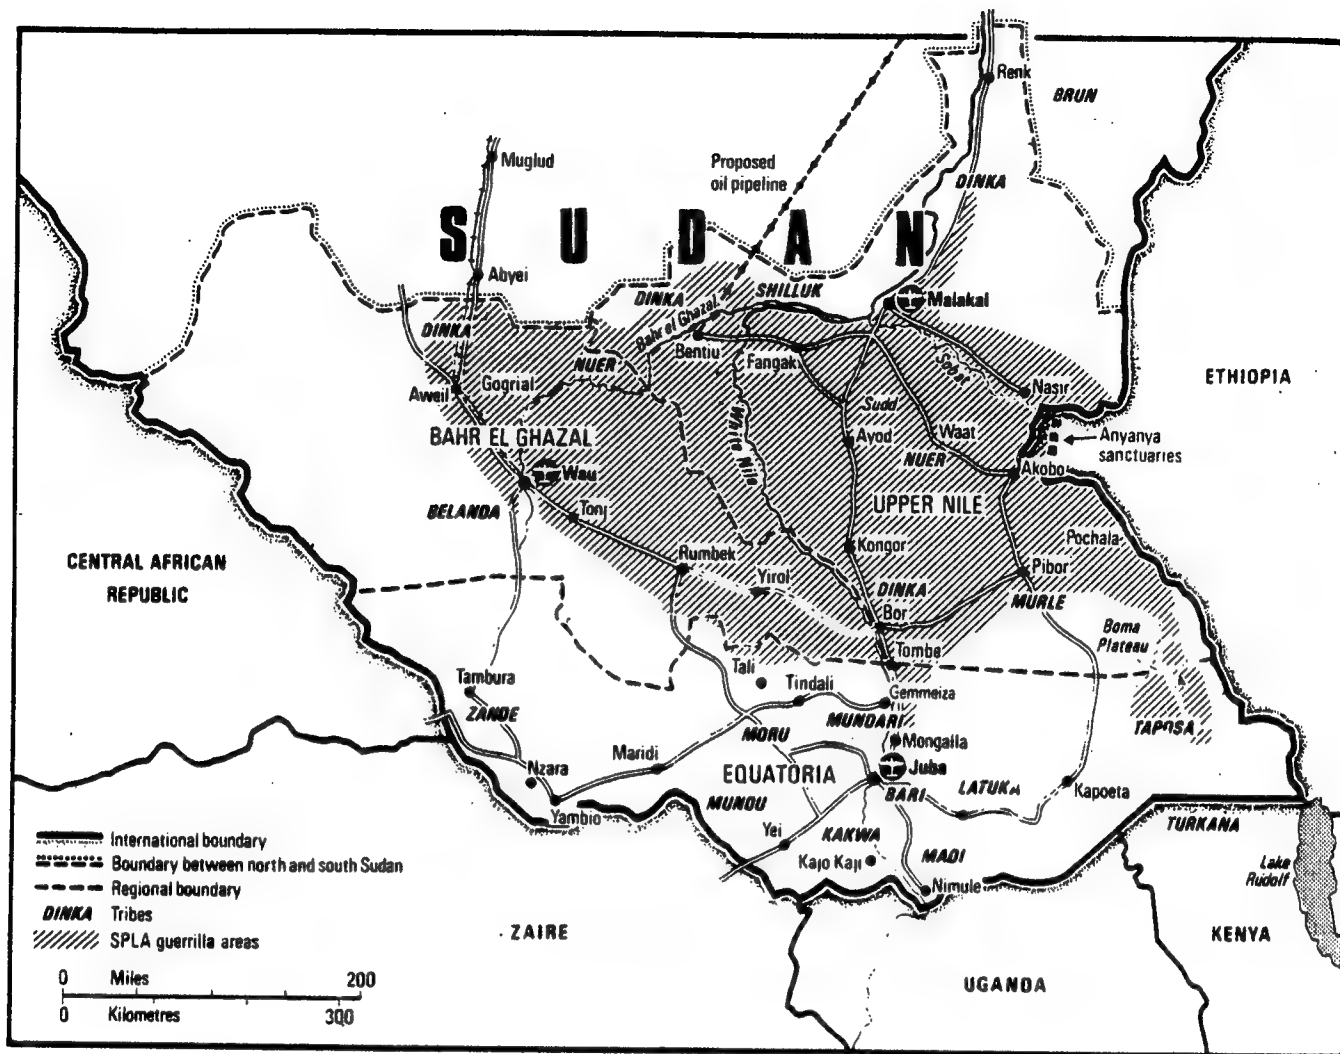 Renk
BRUN
Muglud
Proposed
oil pipeline
DINKA
SUDAN
Abyei
DINKA
SHILLUK
Malakal
DINKA
Bahr el Ghazal
Bentiu
Fangak
NUER
Sobat
Nasir
ETHIOPIA
Aweil
Gogrial
Sudd
White Nile
Ayod
Waat
NUER
Anyanya
sanctuaries
Akobo
BAHR EL GHAZAL
Wau
BELANDA
Tonj
UPPER NILE
Pochala
CENTRAL AFRICAN
REPUBLIC
Rumbek
Kongor
Yirol
DINKA
Pibor
MURLE
Bor
Boma
Plateau
Tombe
Tali
Tambura
Tindali
Gemmeiza
ZANDE
MUNDARI
TAPOSA
MORU
Mongalla
Maridi
Juba
Nzara
EQUATORIA
BARI
LATUKA
Kapoeta
MUNDU
Yambio
Yei
KAKWA
TURKANA
Kajo Kaji
MADI
Nimule
Lake
Rudolf
International boundary
Boundary between north and south Sudan
Regional boundary
DINKA Tribes
SPLA guerrilla areas
0 Miles 200
0 Kilometres 300
ZAIRE
UGANDA
KENYA